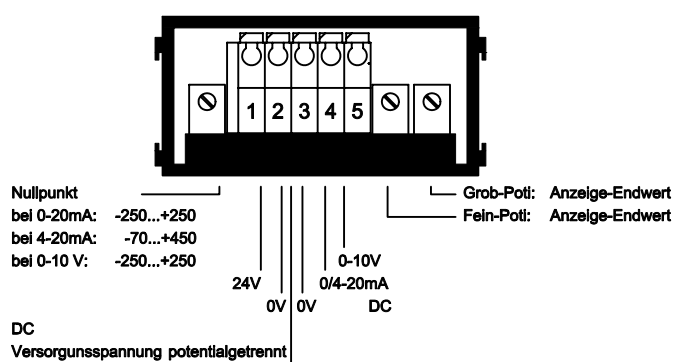 1 2 3 4 5
Nullpunkt
bei 0-20mA: -250...+250
bei 4-20mA: -70...+450
bei 0-10 V: -250...+250
Grob-Poti: Anzeige-Endwert
Fein-Poti: Anzeige-Endwert
0-10V
24V 0/4-20mA
0V 0V DC
DC
Versorgunsspannung potentialgetrennt